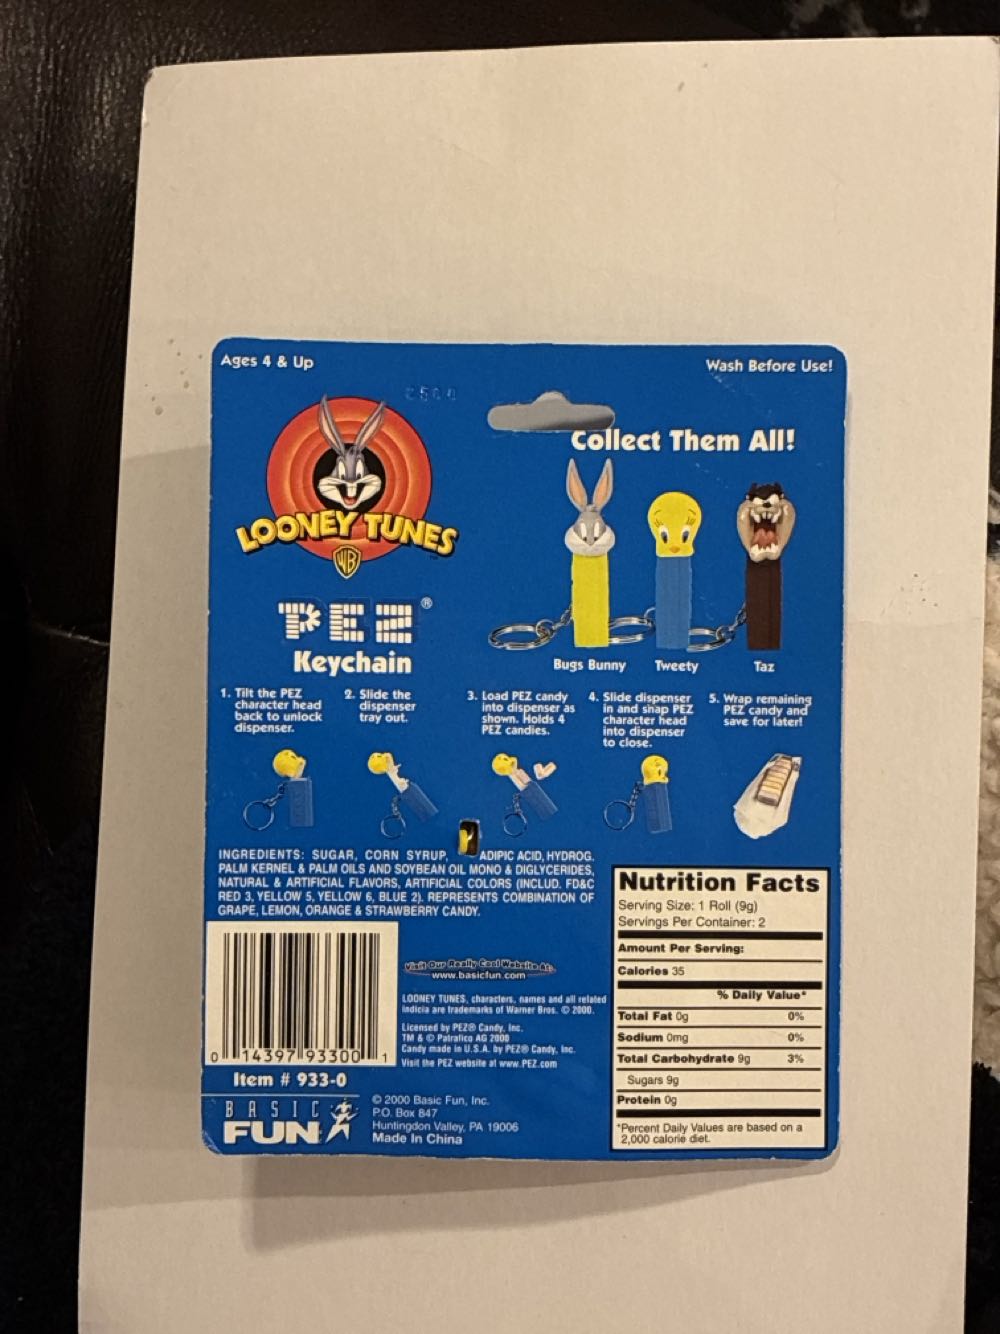 Ages 4 & Up
Wash Before Use!
Collect Them All!
LOONEY TUNES
WB
PEZ®
Keychain
Bugs Bunny
Tweety
Taz
1. Tilt the PEZ
character head
back to unlock
dispenser.
2. Slide the
dispenser
tray out.
3. Load PEZ candy
into dispenser as
shown. Holds 4
PEZ candies.
4. Slide dispenser
in and snap PEZ
character head
into dispenser
to close.
5. Wrap remaining
PEZ candy and
save for later!
INGREDIENTS: SUGAR, CORN SYRUP, ADIPIC ACID, HYDROG.
PALM KERNEL & PALM OILS AND SOYBEAN OIL MONO & DIGLYCERIDES,
NATURAL & ARTIFICIAL FLAVORS, ARTIFICIAL COLORS (INCLUD. FD&C
RED 3, YELLOW 5, YELLOW 6, BLUE 2). REPRESENTS COMBINATION OF
GRAPE, LEMON, ORANGE & STRAWBERRY CANDY.
Nutrition Facts
Serving Size: 1 Roll (9g)
Servings Per Container: 2
Amount Per Serving:
Calories 35
% Daily Value*
Total Fat 0g 0%
Sodium 0mg 0%
Total Carbohydrate 9g 3%
Sugars 9g
Protein 0g
*Percent Daily Values are based on a
2,000 calorie diet.
Visit Our Really Cool Website At:
www.basicfun.com
LOONEY TUNES, characters, names and all related
indicia are trademarks of Warner Bros. © 2000.
Licensed by PEZ® Candy, Inc.
TM & © Patrafico AG 2000
Candy made in U.S.A. by PEZ® Candy, Inc.
Visit the PEZ website at www.PEZ.com
0 14397 93300 1
Item # 933-0
BASIC
FUN
© 2000 Basic Fun, Inc.
P.O. Box 847
Huntingdon Valley, PA 19006
Made In China